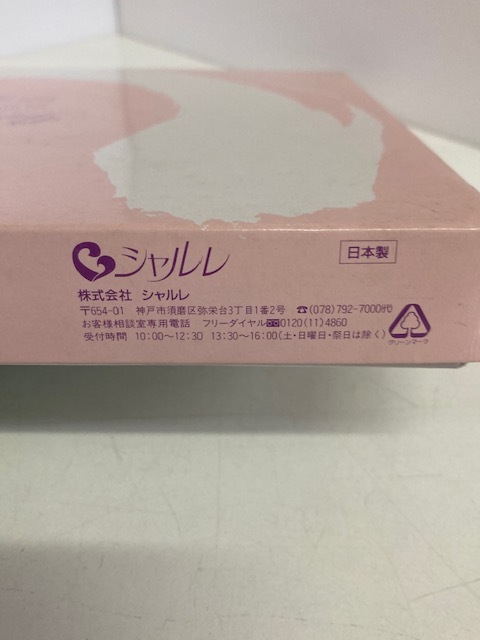 シャルレ
日本製
株式会社 シャルレ
〒654-01 神戸市須磨区弥栄台3丁目1番2号 ☎(078)792-7000㈹
お客様相談室専用電話 フリーダイヤル0120(11)4860
受付時間 10:00〜12:30 13:30〜16:00(土・日曜日・祭日は除く)
グリーンマーク